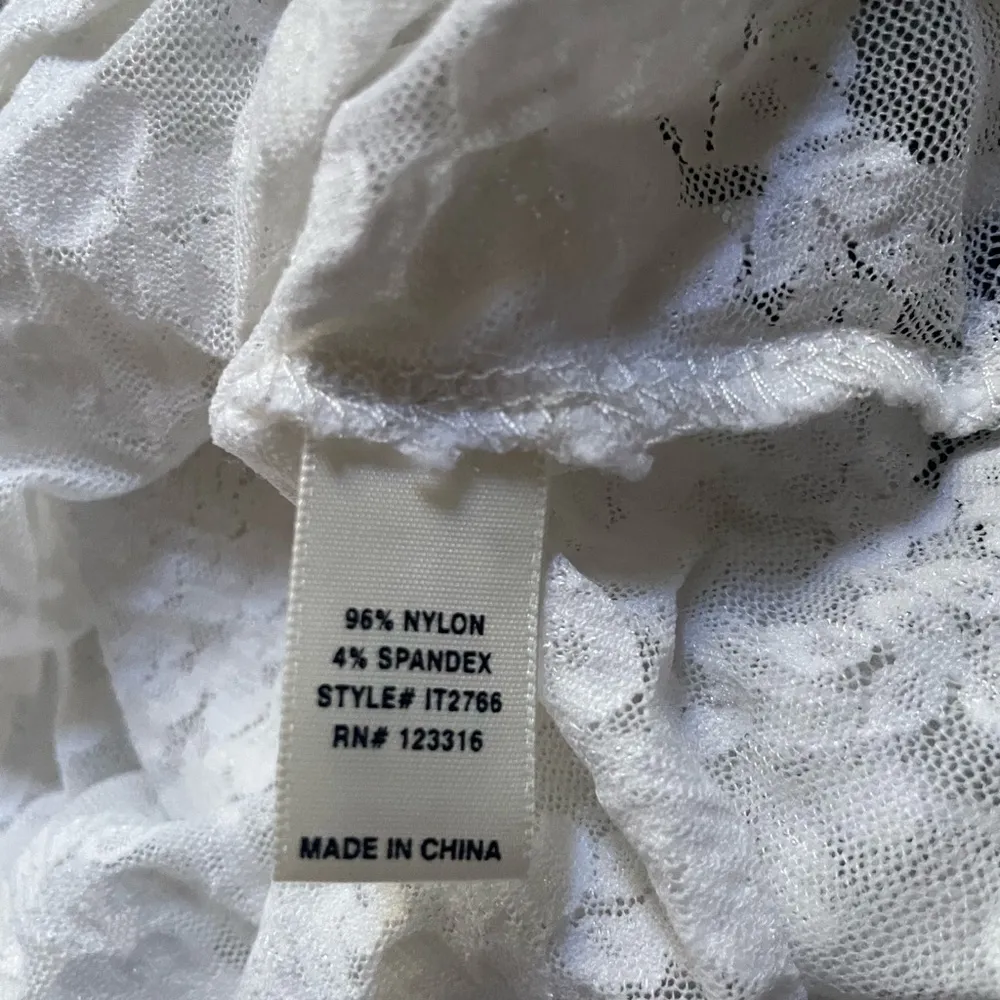 96% NYLON
4% SPANDEX
STYLE# IT2766
RN# 123316
MADE IN CHINA